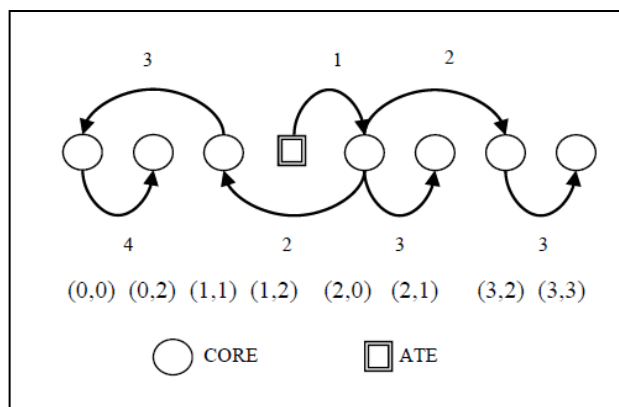 3 1 2
4 2 3 3
(0,0) (0,2) (1,1) (1,2) (2,0) (2,1) (3,2) (3,3)
CORE ATE